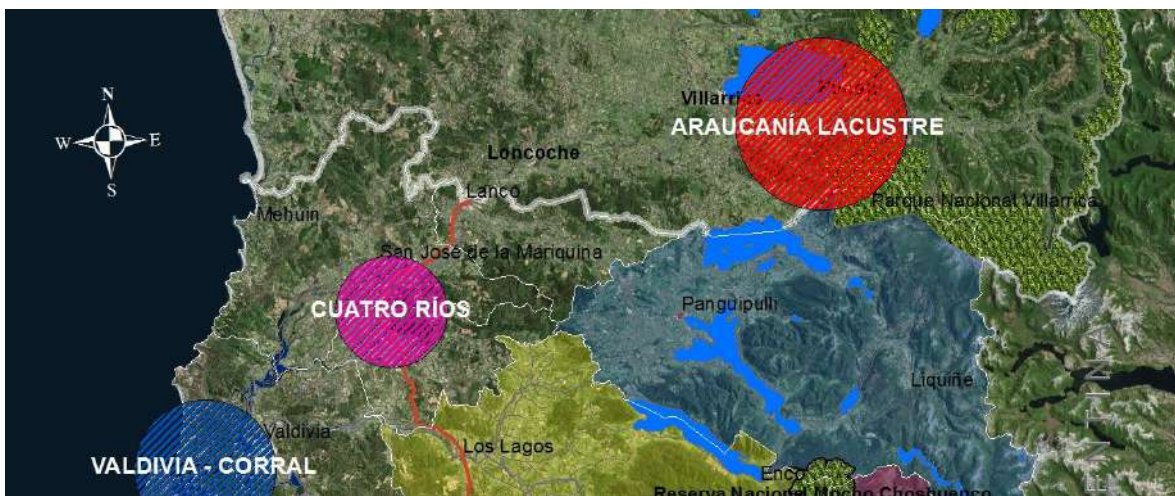 N
W
E
S
Villarrica
Pucón
ARAUCANÍA LACUSTRE
Loncoche
Lanco
Mehuin
Parque Nacional Villarrica
San José de la Mariquina
CUATRO RÍOS
Panguipulli
Liquiñe
Valdivia
Los Lagos
VALDIVIA - CORRAL
Enco
Reserva Nacional Mocho Choshuenco